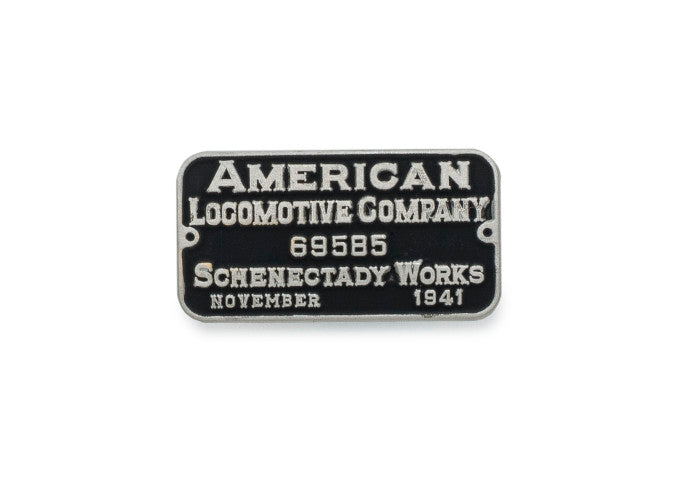 AMERICAN
LOCOMOTIVE COMPANY
69585
SCHENECTADY WORKS
NOVEMBER 1941